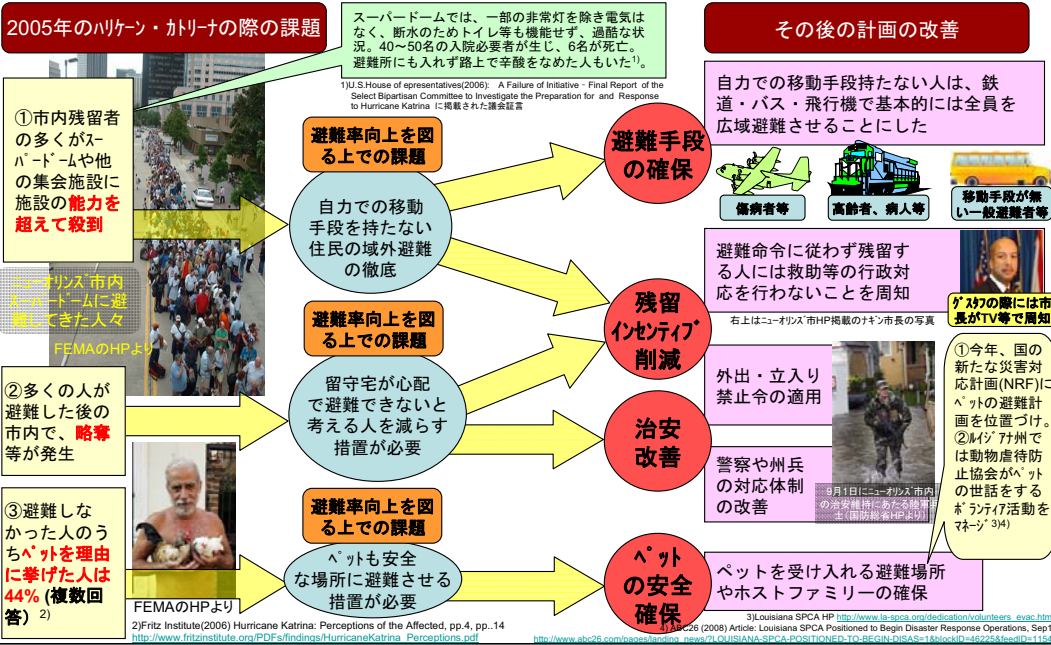 2005年のﾊﾘｹｰﾝ・ｶﾄﾘｰﾅの際の課題
スーパードームでは、一部の非常灯を除き電気は
なく、断水のためトイレ等も機能せず、過酷な状
況。40～50名の入院必要者が生じ、6名が死亡。
避難所にも入れず路上で辛酸をなめた人もいた1)。
1)U.S.House of epresentatives(2006): A Failure of Initiative - Final Report of the
Select Bipartisan Committee to Investigate the Preparation for and Response
to Hurricane Katrina に掲載された議会証言
①市内残留者
の多くがｽｰ
ﾊﾟｰﾄﾞｰﾑや他
の集会施設に
施設の能力を
超えて殺到
ﾆｭｰｵﾘﾝｽﾞ市内
ｽｰﾊﾟｰﾄﾞｰﾑに避
難してきた人々
FEMAのHPより
②多くの人が
避難した後の
市内で、略奪
等が発生
③避難しな
かった人のう
ちﾍﾟｯﾄを理由
に挙げた人は
44% (複数回
答) 2)
FEMAのHPより
避難率向上を図
る上での課題
自力での移動
手段を持たない
住民の域外避難
の徹底
避難率向上を図
る上での課題
留守宅が心配
で避難できないと
考える人を減らす
措置が必要
避難率向上を図
る上での課題
ﾍﾟｯﾄも安全
な場所に避難させる
措置が必要
2)Fritz Institute(2006) Hurricane Katrina: Perceptions of the Affected, pp.4, pp..14
http://www.fritzinstitute.org/PDFs/findings/HurricaneKatrina_Perceptions.pdf
避難手段
の確保
残留
ｲﾝｾﾝﾃｨﾌﾞ
削減
治安
改善
ﾍﾟｯﾄ
の安全
確保
その後の計画の改善
自力での移動手段持たない人は、鉄
道・バス・飛行機で基本的には全員を
広域避難させることにした
傷病者等
高齢者、病人等
移動手段が無
い一般避難者等
避難命令に従わず残留す
る人には救助等の行政対
応を行わないことを周知
右上はﾆｭｰｵﾘﾝｽﾞ市HP掲載のﾅｷﾞﾝ市長の写真
ｸﾞｽﾀﾌの際には市
長がTV等で周知
外出・立入り
禁止令の適用
警察や州兵
の対応体制
の改善
9月1日にﾆｭｰｵﾘﾝｽﾞ市内
の治安維持にあたる陸軍兵
士(国防総省HPより)
①今年、国の
新たな災害対
応計画(NRF)に
ﾍﾟｯﾄの避難計
画を位置づけ。
②ﾙｲｼﾞｱﾅ州で
は動物虐待防
止協会がﾍﾟｯﾄ
の世話をする
ﾎﾞﾗﾝﾃｨｱ活動を
ﾏﾈｰｼﾞ3)4)
ペットを受け入れる避難場所
やホストファミリーの確保
3)Louisiana SPCA HP http://www.la-spca.org/dedication/volunteers_evac.htm
4) ABC26 (2008) Article: Louisiana SPCA Positioned to Begin Disaster Response Operations, Sep1
http://www.abc26.com/pages/landing_news/?LOUISIANA-SPCA-POSITIONED-TO-BEGIN-DISAS=1&blockID=46225&feedID=1154